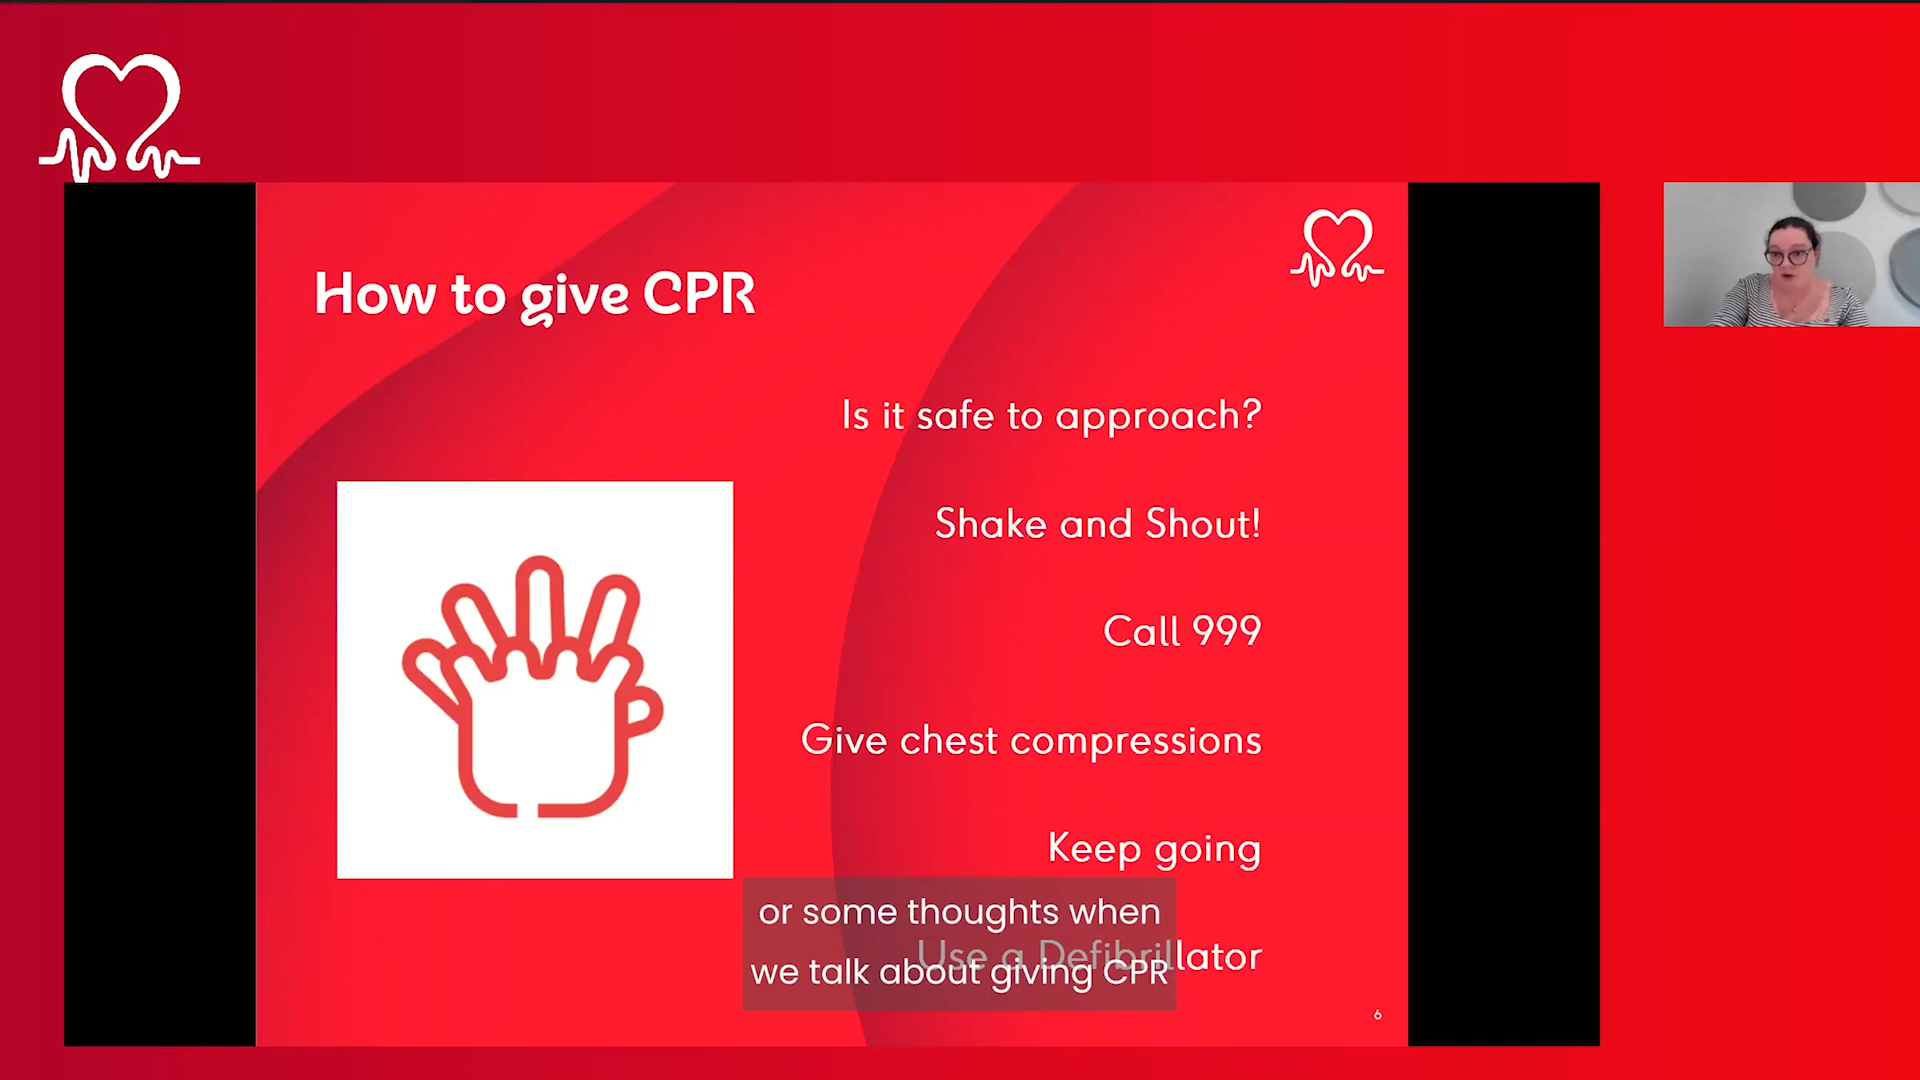 How to give CPR
Is it safe to approach?
Shake and Shout!
Call 999
Give chest compressions
Keep going
Use a Defibrillator
or some thoughts when
we talk about giving CPR
6